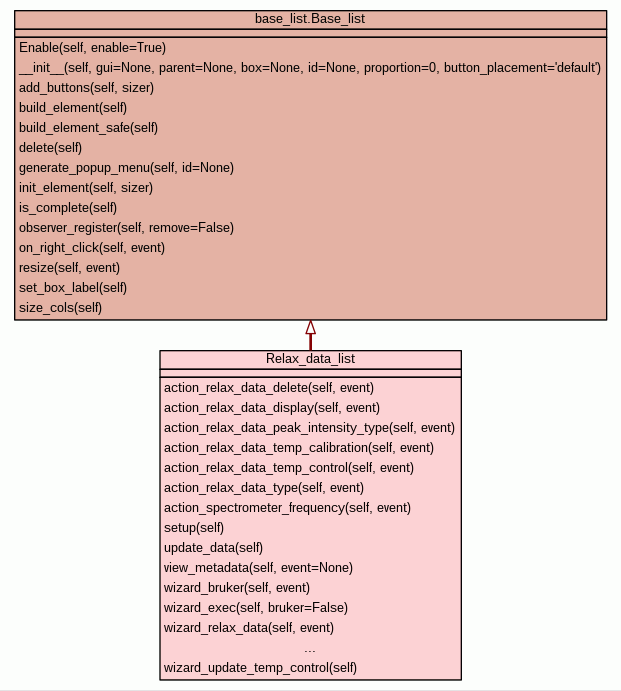 base_list.Base_list
Enable(self, enable=True)
__init__(self, gui=None, parent=None, box=None, id=None, proportion=0, button_placement='default')
add_buttons(self, sizer)
build_element(self)
build_element_safe(self)
delete(self)
generate_popup_menu(self, id=None)
init_element(self, sizer)
is_complete(self)
observer_register(self, remove=False)
on_right_click(self, event)
resize(self, event)
set_box_label(self)
size_cols(self)
Relax_data_list
action_relax_data_delete(self, event)
action_relax_data_display(self, event)
action_relax_data_peak_intensity_type(self, event)
action_relax_data_temp_calibration(self, event)
action_relax_data_temp_control(self, event)
action_relax_data_type(self, event)
action_spectrometer_frequency(self, event)
setup(self)
update_data(self)
view_metadata(self, event=None)
wizard_bruker(self, event)
wizard_exec(self, bruker=False)
wizard_relax_data(self, event)
...
wizard_update_temp_control(self)